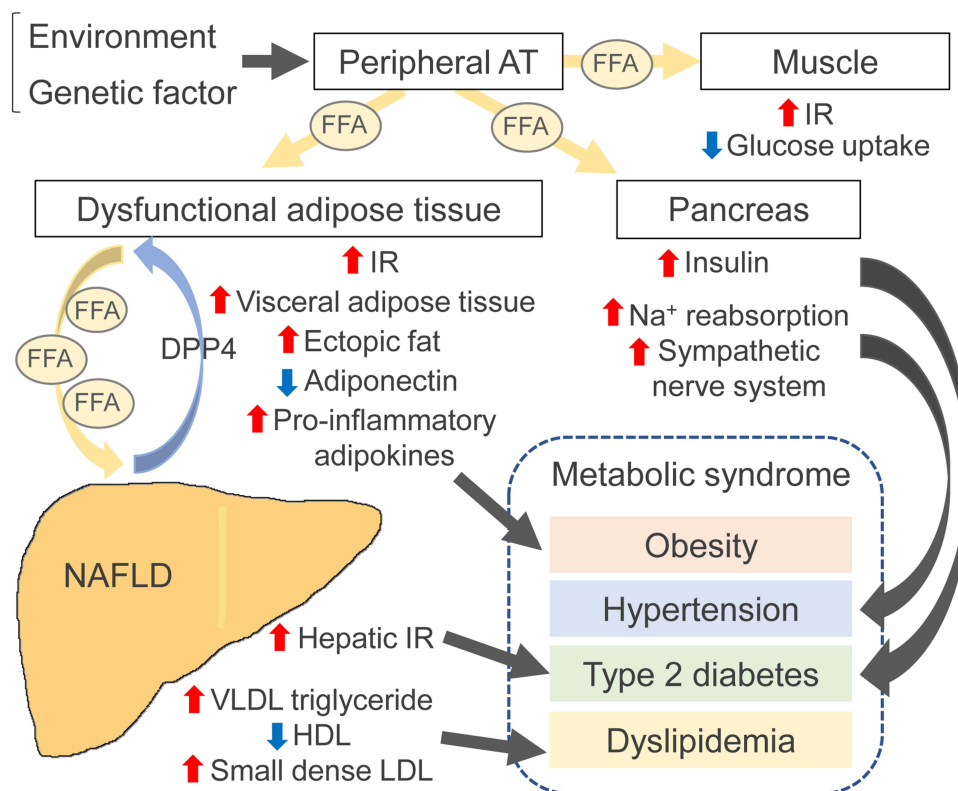 Environment
Genetic factor
Peripheral AT
FFA
Muscle
IR
Glucose uptake
FFA
FFA
Dysfunctional adipose tissue
Pancreas
IR
Visceral adipose tissue
Ectopic fat
Adiponectin
Pro-inflammatory
adipokines
Insulin
Na⁺ reabsorption
Sympathetic
nerve system
FFA
FFA
FFA
DPP4
NAFLD
Hepatic IR
VLDL triglyceride
HDL
Small dense LDL
Metabolic syndrome
Obesity
Hypertension
Type 2 diabetes
Dyslipidemia